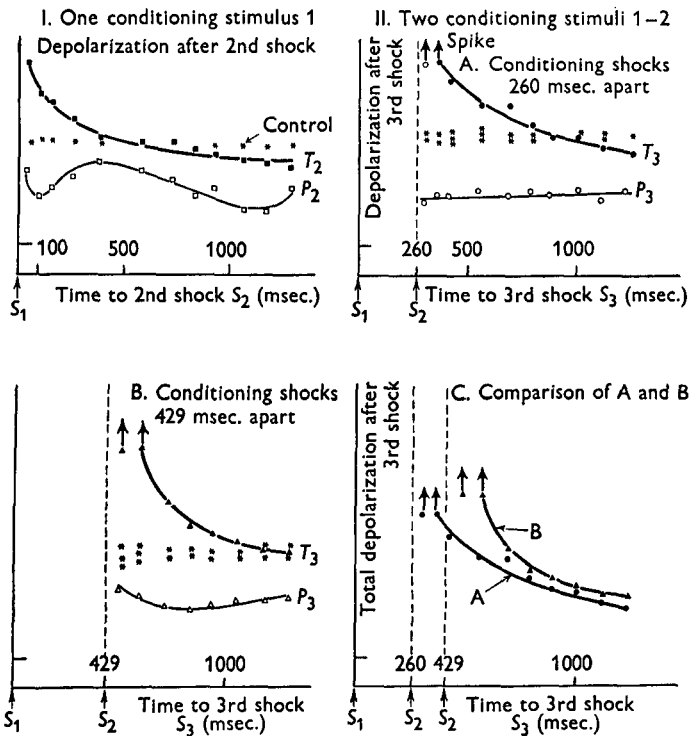 I. One conditioning stimulus 1
Depolarization after 2nd shock
Control
T2
P2
100 500 1000
Time to 2nd shock S2 (msec.)
S1
II. Two conditioning stimuli 1–2
Spike
A. Conditioning shocks
260 msec. apart
Depolarization after
3rd shock
T3
P3
260 500 1000
Time to 3rd shock S3 (msec.)
S1 S2
B. Conditioning shocks
429 msec. apart
T3
P3
429 1000
Time to 3rd shock
S3 (msec.)
S1 S2
C. Comparison of A and B
Total depolarization after
3rd shock
B
A
260 429 1000
Time to 3rd shock
S3 (msec.)
S1 S2 S2